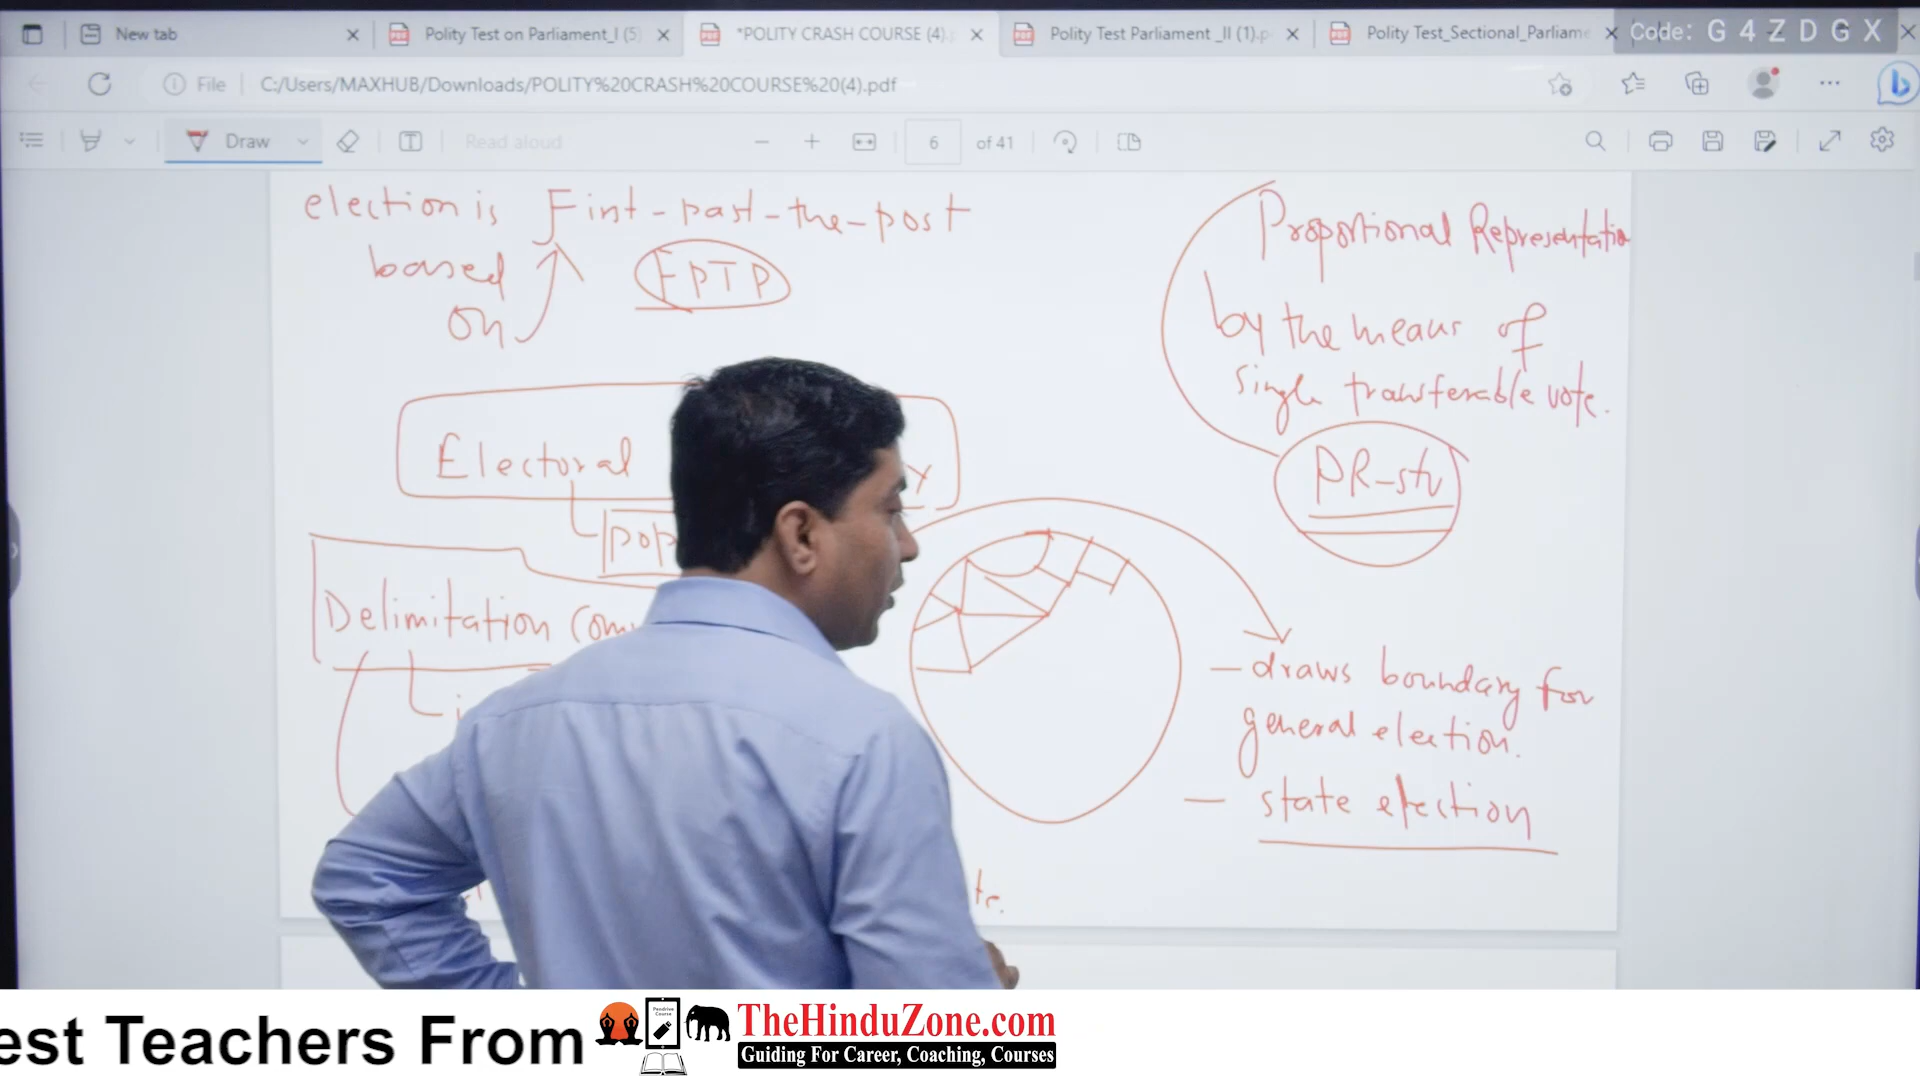 New tab
Polity Test on Parliament_I (5)
*POLITY CRASH COURSE (4).
Polity Test Parliament _II (1).p
Polity Test_Sectional_Parliame
Code: G 4 Z D G X
File
C:/Users/MAXHUB/Downloads/POLITY%20CRASH%20COURSE%20(4).pdf
Draw
Read aloud
6 of 41
election is First-past-the-post
based
on
FPTP
Proportional Representatio
by the means of
single transferable vote.
PR-stv
Electoral
y
pop
Delimitation Com
- draws boundary for
general election.
- state election
te.
est Teachers From
Pendrive
Course
TheHinduZone.com
Guiding For Career, Coaching, Courses